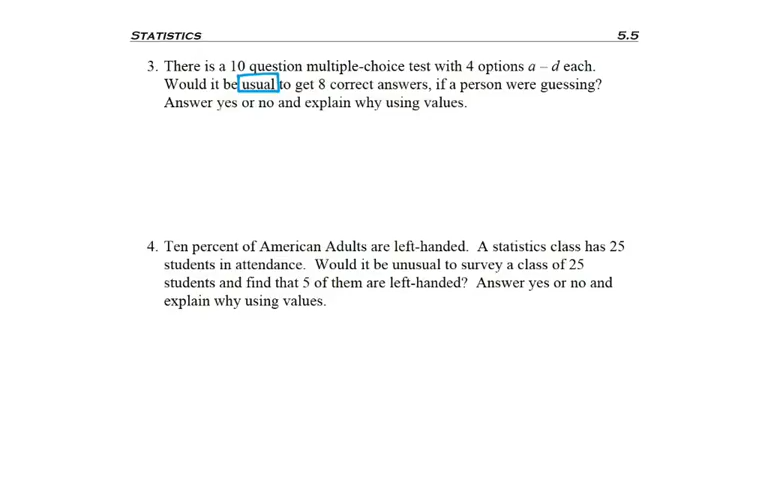 STATISTICS 5.5
3. There is a 10 question multiple-choice test with 4 options a – d each.
Would it be usual to get 8 correct answers, if a person were guessing?
Answer yes or no and explain why using values.
4. Ten percent of American Adults are left-handed. A statistics class has 25
students in attendance. Would it be unusual to survey a class of 25
students and find that 5 of them are left-handed? Answer yes or no and
explain why using values.